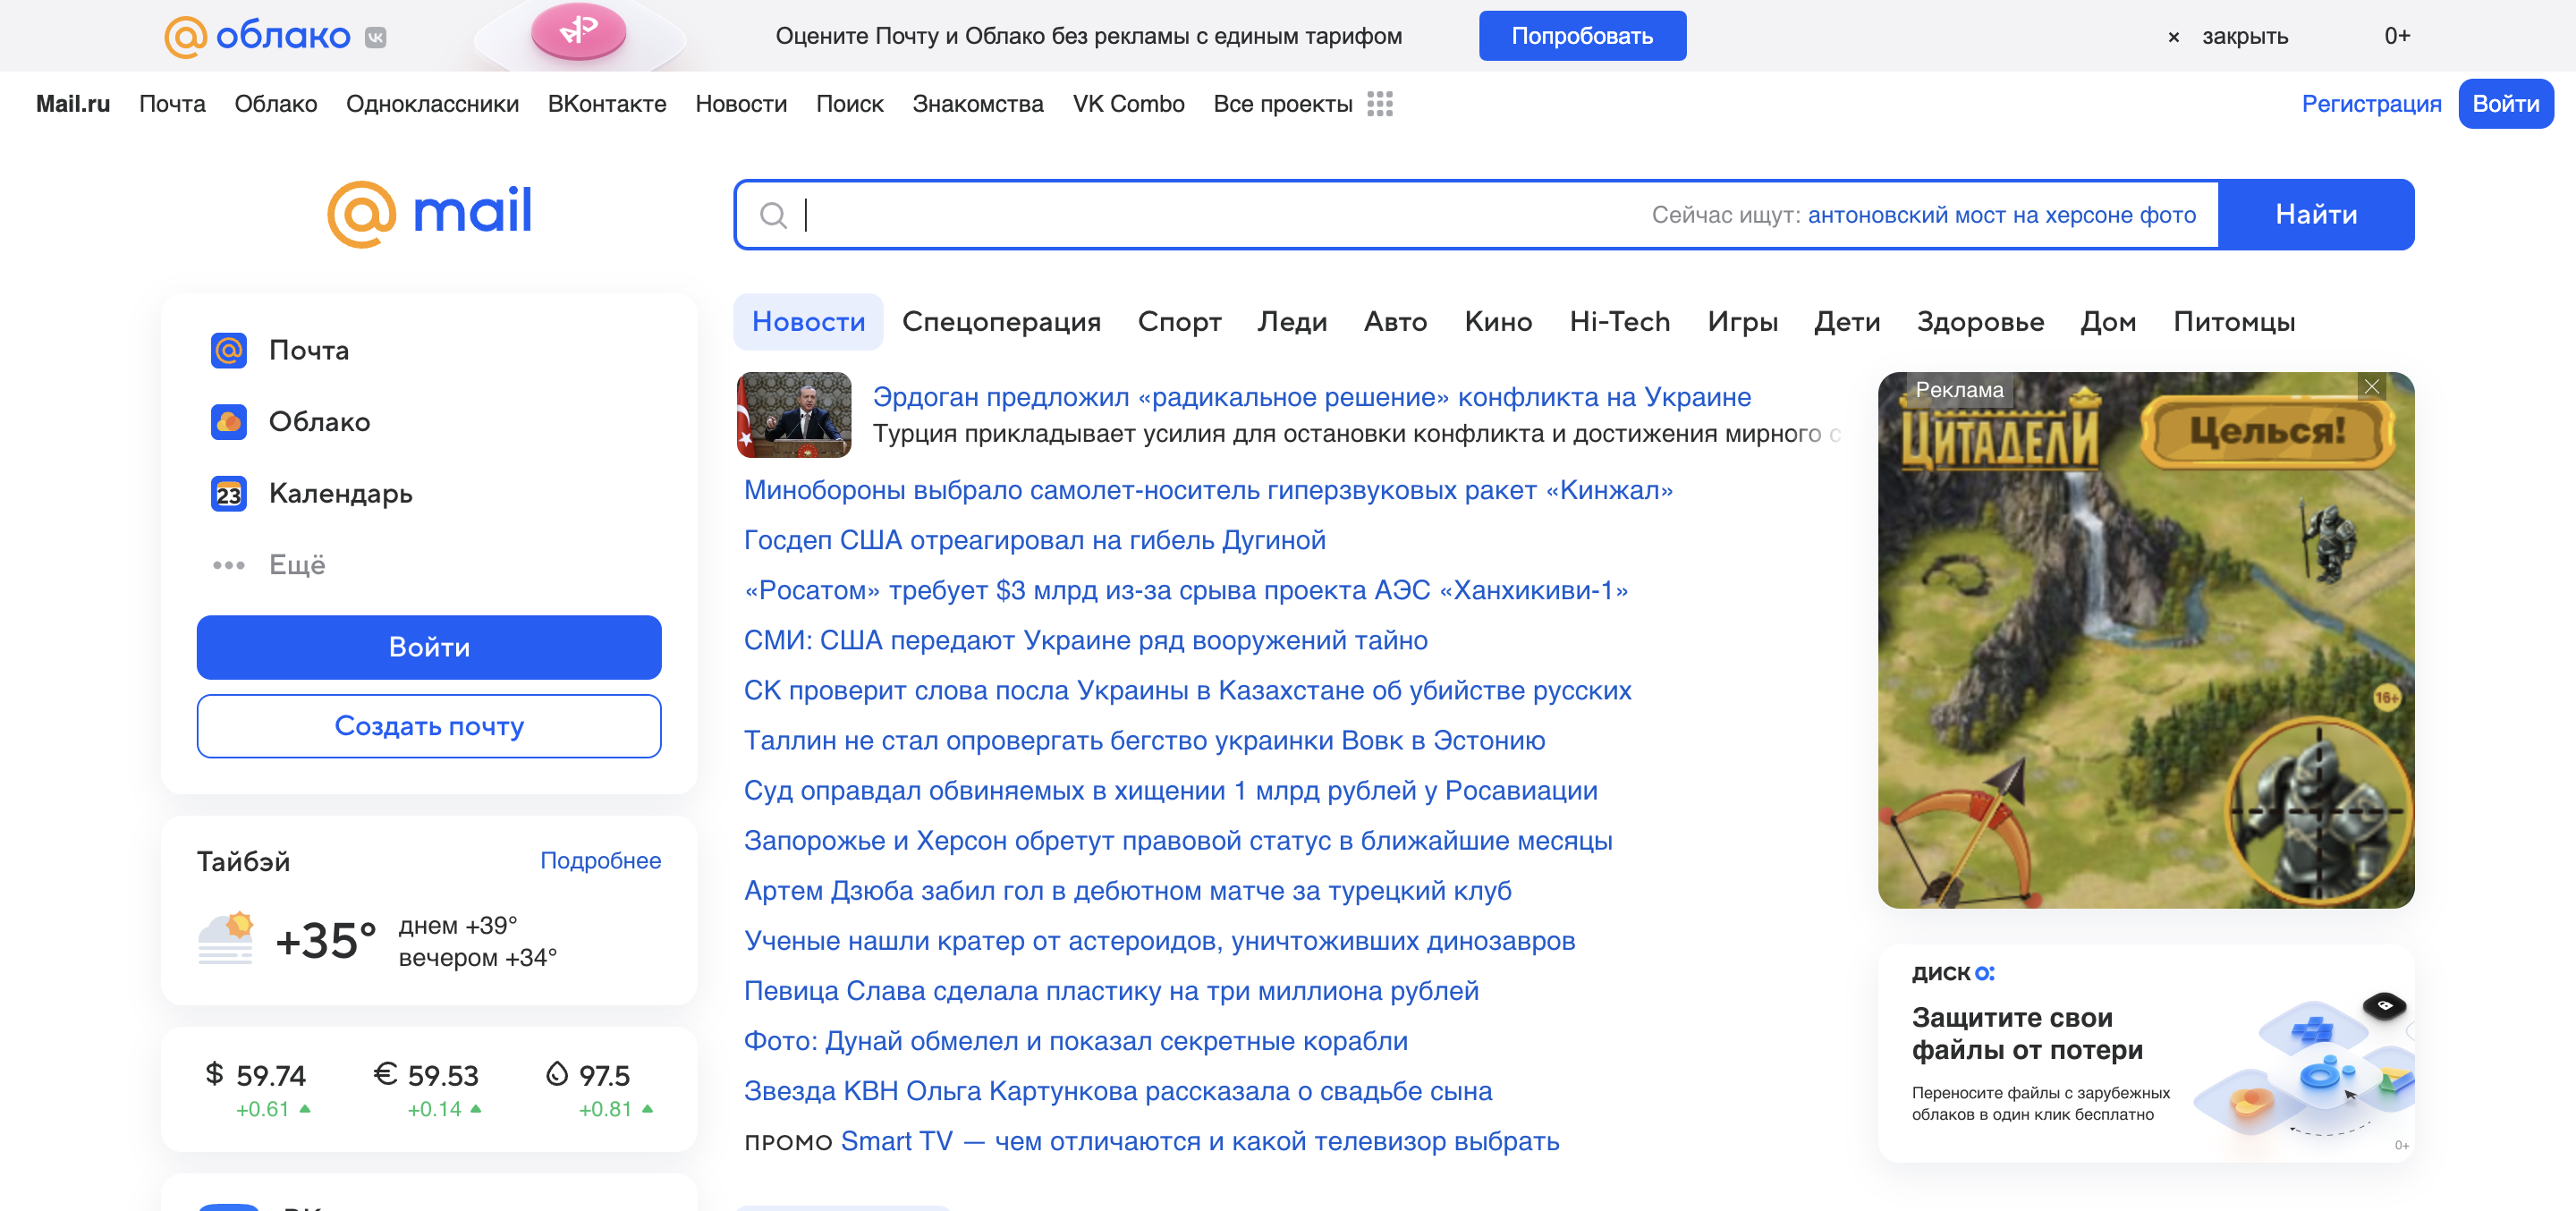 облако
Оцените Почту и Облако без рекламы с единым тарифом
Попробовать
× закрыть
0+
Mail.ru Почта Облако Одноклассники ВКонтакте Новости Поиск Знакомства VK Combo Все проекты
Регистрация Войти
mail
Сейчас ищут: антоновский мост на херсоне фото
Найти
Почта
Облако
23 Календарь
Ещё
Войти
Создать почту
Тайбэй Подробнее
+35°
днем +39°
вечером +34°
$ 59.74 € 59.53 97.5
+0.61 +0.14 +0.81
Новости Спецоперация Спорт Леди Авто Кино Hi-Tech Игры Дети Здоровье Дом Питомцы
Эрдоган предложил «радикальное решение» конфликта на Украине
Турция прикладывает усилия для остановки конфликта и достижения мирного с
Минобороны выбрало самолет-носитель гиперзвуковых ракет «Кинжал»
Госдеп США отреагировал на гибель Дугиной
«Росатом» требует $3 млрд из-за срыва проекта АЭС «Ханхикиви-1»
СМИ: США передают Украине ряд вооружений тайно
СК проверит слова посла Украины в Казахстане об убийстве русских
Таллин не стал опровергать бегство украинки Вовк в Эстонию
Суд оправдал обвиняемых в хищении 1 млрд рублей у Росавиации
Запорожье и Херсон обретут правовой статус в ближайшие месяцы
Артем Дзюба забил гол в дебютном матче за турецкий клуб
Ученые нашли кратер от астероидов, уничтоживших динозавров
Певица Слава сделала пластику на три миллиона рублей
Фото: Дунай обмелел и показал секретные корабли
Звезда КВН Ольга Картункова рассказала о свадьбе сына
ПРОМО Smart TV — чем отличаются и какой телевизор выбрать
Реклама
ЦИТАДЕЛИ
Целься!
16+
диск о:
Защитите свои
файлы от потери
Переносите файлы с зарубежных
облаков в один клик бесплатно
0+